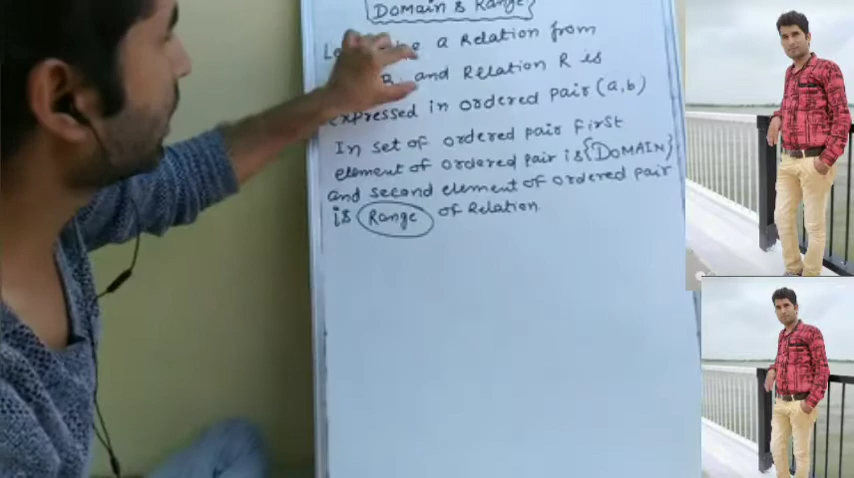 Domain & Range
a Relation from
B, and Relation R is
expressed in ordered pair (a,b)
In set of ordered pair First
element of ordered pair is {DOMAIN}
and second element of ordered pair
is Range of Relation.